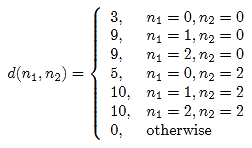 d(n₁, n₂) = { 3, n₁ = 0, n₂ = 0
9, n₁ = 1, n₂ = 0
9, n₁ = 2, n₂ = 0
5, n₁ = 0, n₂ = 2
10, n₁ = 1, n₂ = 2
10, n₁ = 2, n₂ = 2
0, otherwise